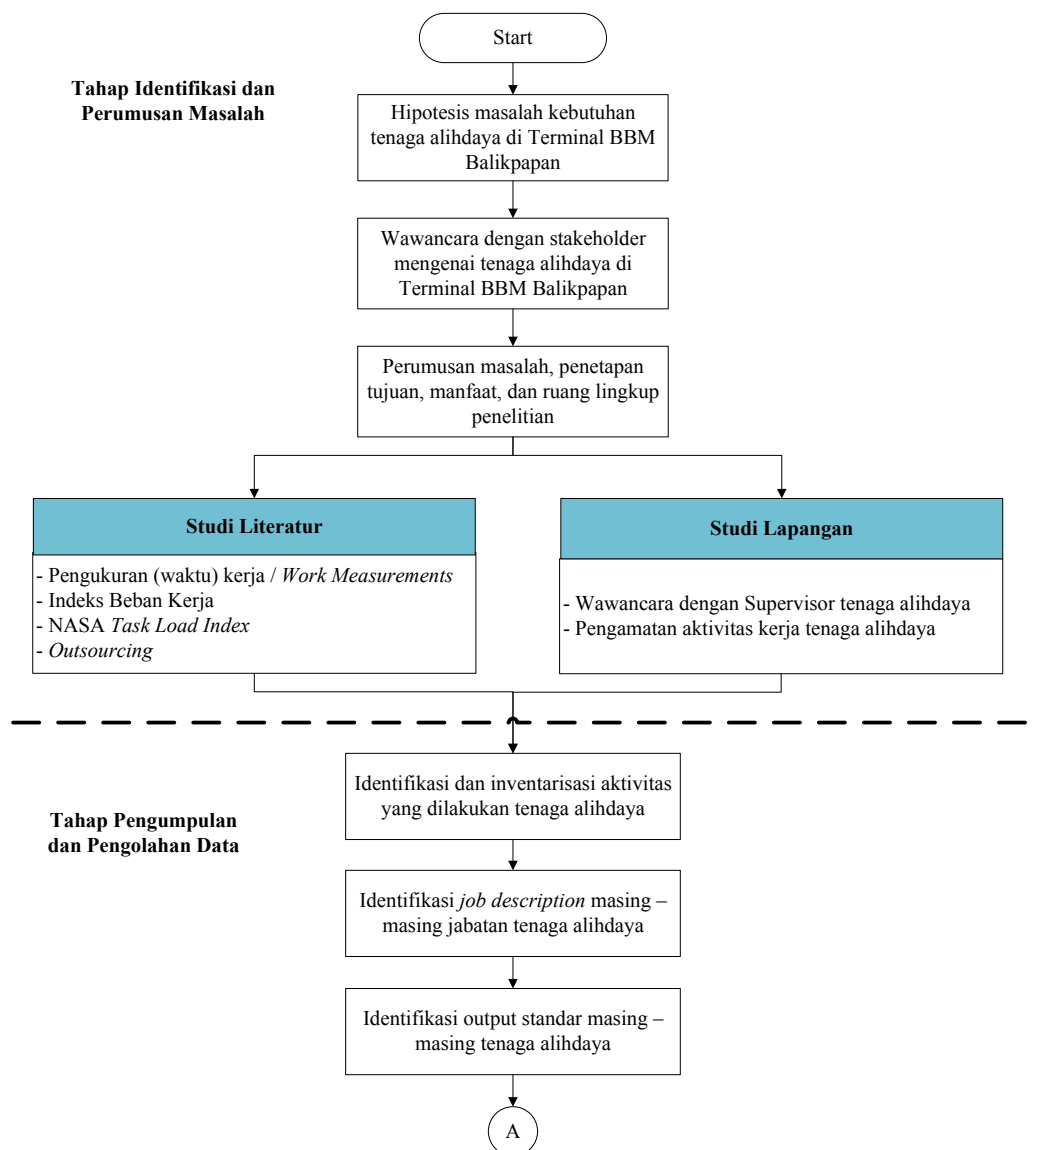 Start
Tahap Identifikasi dan
Perumusan Masalah
Hipotesis masalah kebutuhan
tenaga alihdaya di Terminal BBM
Balikpapan
Wawancara dengan stakeholder
mengenai tenaga alihdaya di
Terminal BBM Balikpapan
Perumusan masalah, penetapan
tujuan, manfaat, dan ruang lingkup
penelitian
Studi Literatur
- Pengukuran (waktu) kerja / Work Measurements
- Indeks Beban Kerja
- NASA Task Load Index
- Outsourcing
Studi Lapangan
- Wawancara dengan Supervisor tenaga alihdaya
- Pengamatan aktivitas kerja tenaga alihdaya
Tahap Pengumpulan
dan Pengolahan Data
Identifikasi dan inventarisasi aktivitas
yang dilakukan tenaga alihdaya
Identifikasi job description masing –
masing jabatan tenaga alihdaya
Identifikasi output standar masing –
masing tenaga alihdaya
A